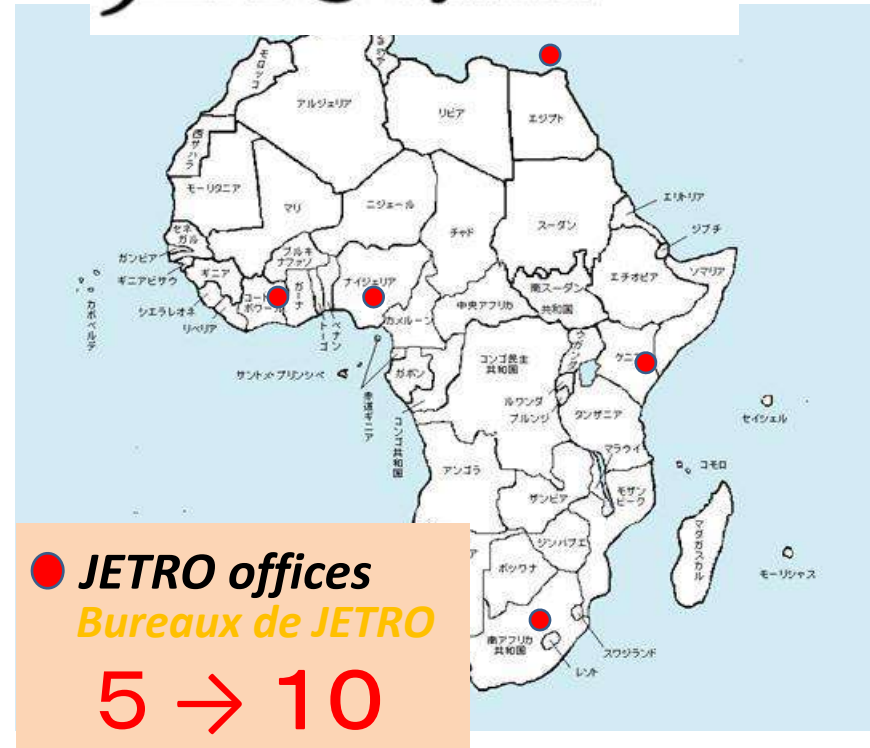 モロッコ
アルジェリア
リビア
エジプト
西サハラ
モーリタニア
マリ
ニジェール
チャド
スーダン
エリトリア
ジブチ
セネ
ガル
ガンビア
ギニアビサウ
ギニア
ブルキ
ナファソ
ナイジェリア
エチオピア
ソマリア
南スーダン
共和国
中央アフリカ
カーボベルデ
シエラレオネ
リベリア
コート
ボワー
ガーナ
トーゴ
ベナン
カメルーン
ウガンダ
ケニ
コンゴ民主
共和国
サントメ・プリンシペ
ガボン
赤道ギニア
コンゴ共和国
ルワンダ
ブルンジ
タンザニア
セイシェル
マラウイ
コモロ
アンゴラ
ザンビア
モザン
ビーク
マダガスカル
ジンバブエ
ボツワナ
モーリシャス
南アフリカ
共和国
スワジランド
レソト
JETRO offices
Bureaux de JETRO
5 → 10